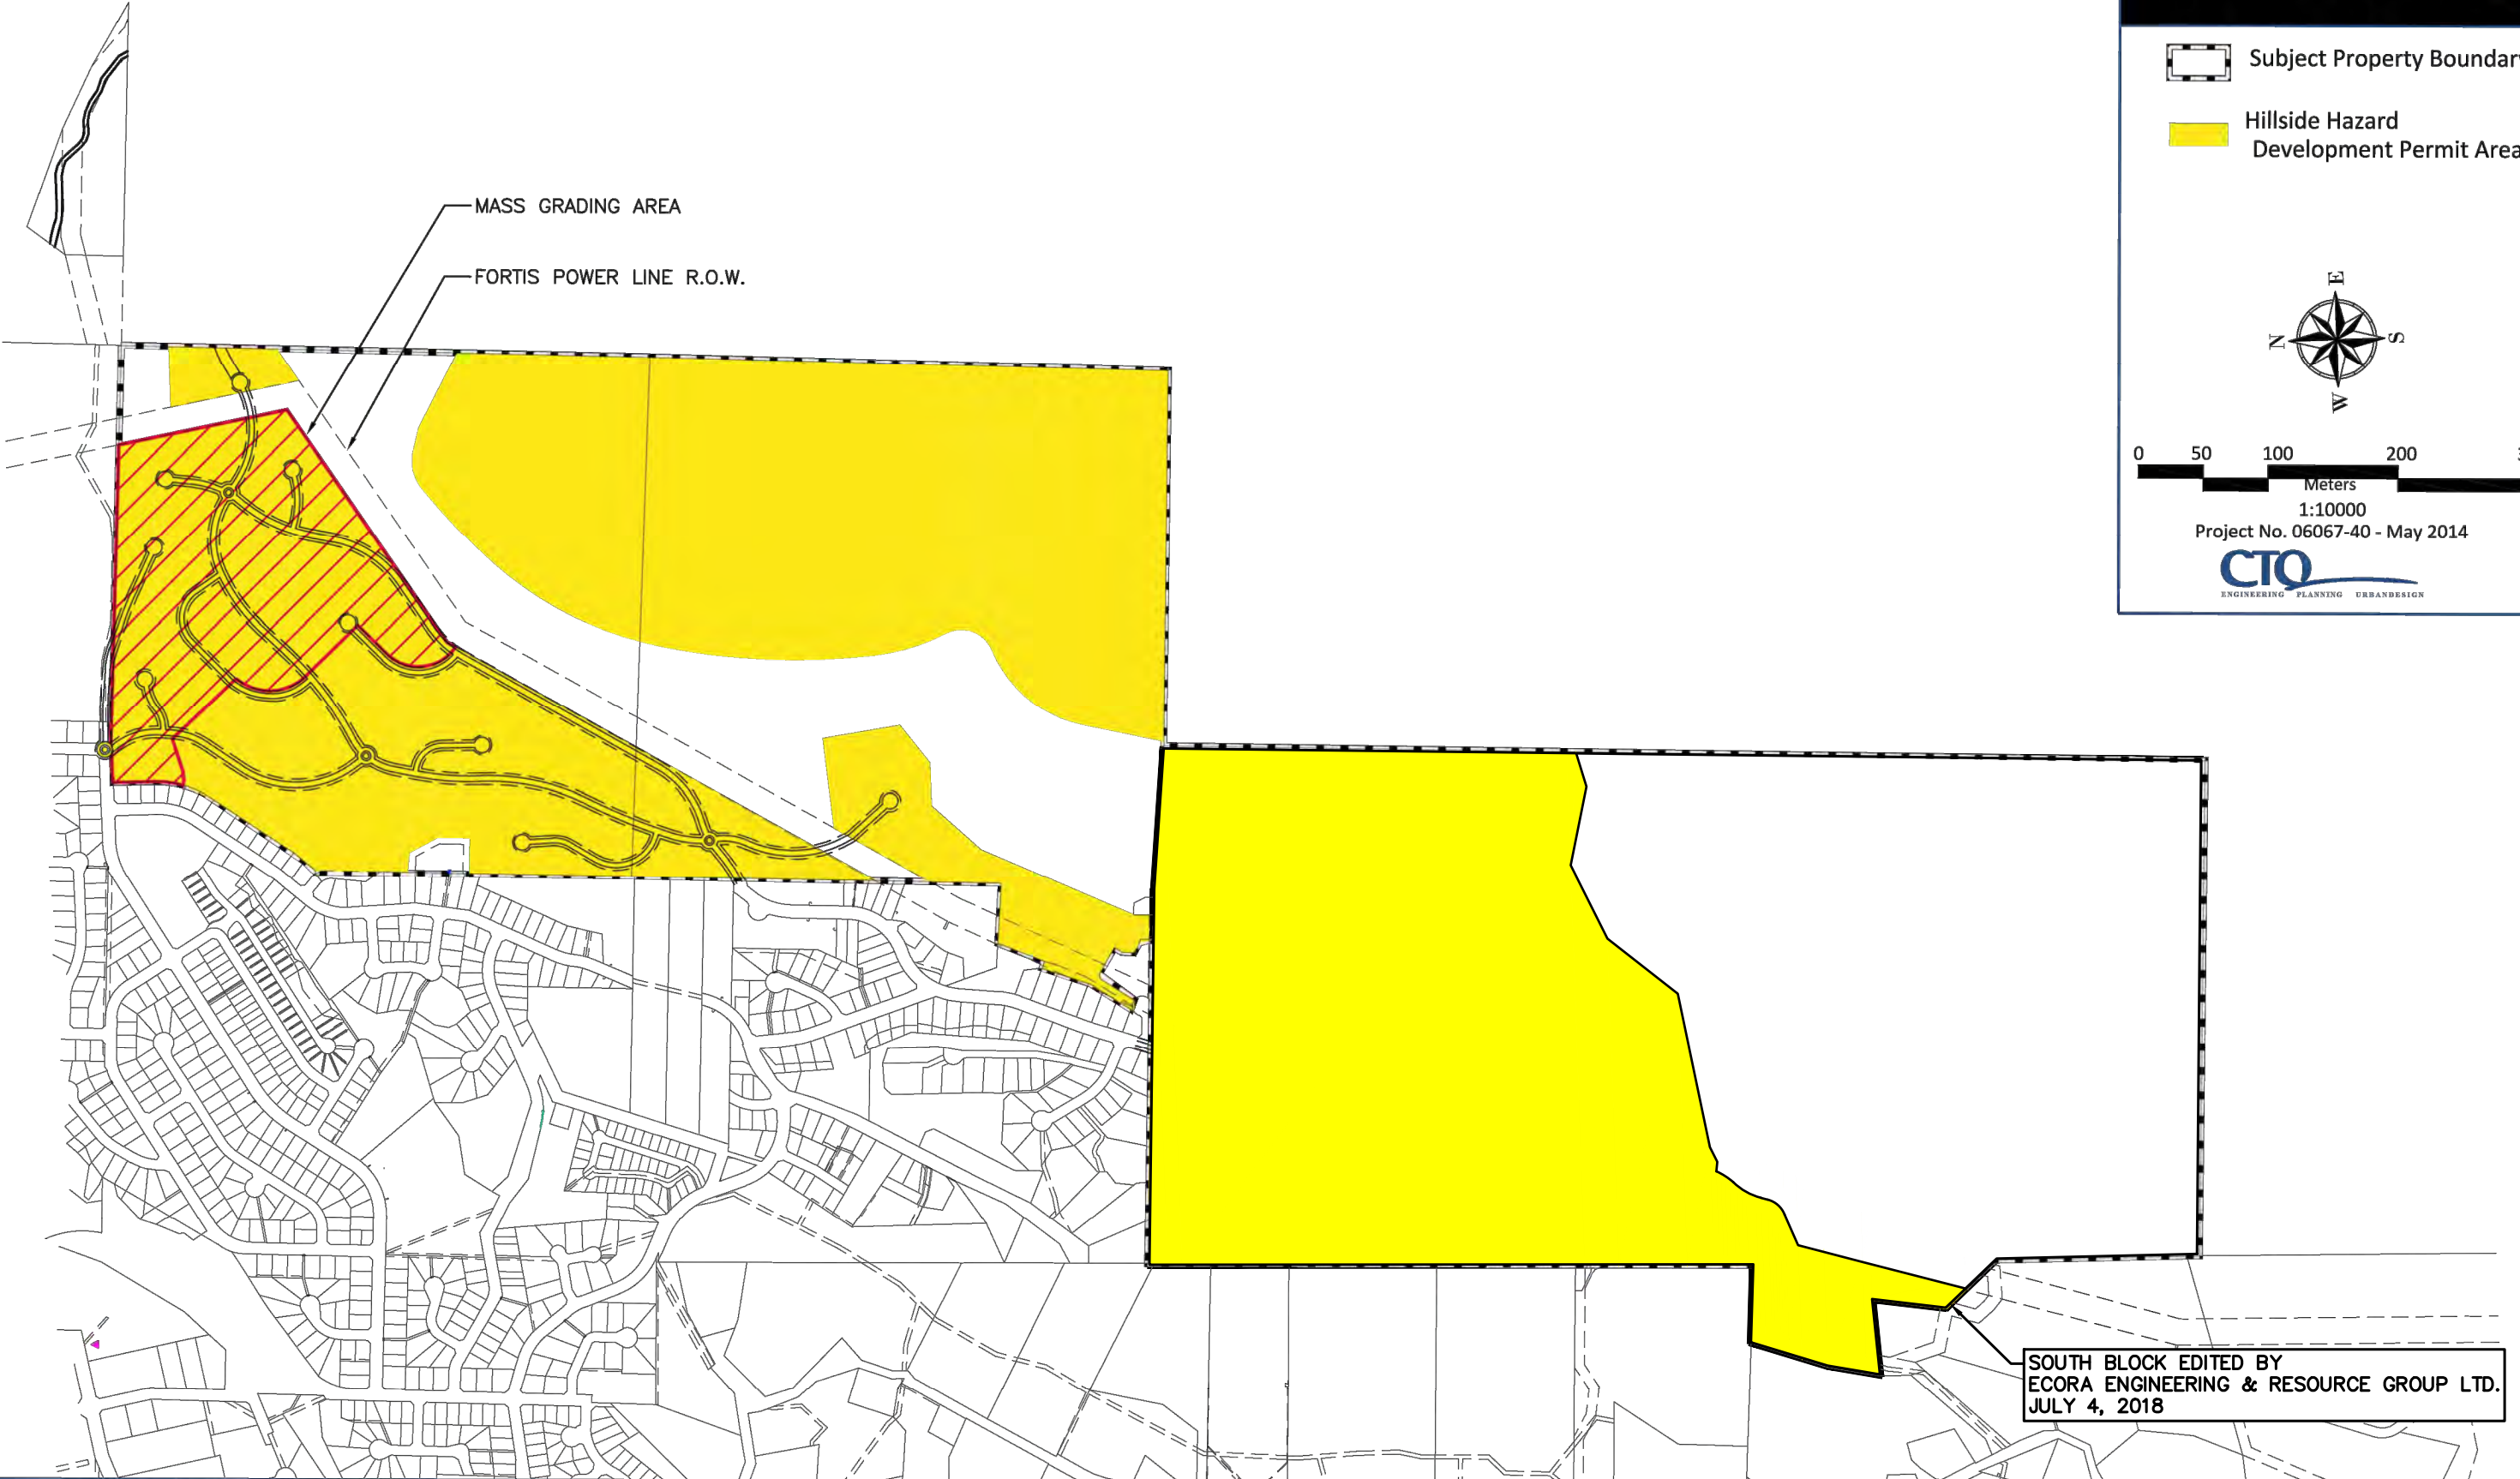 Subject Property Boundary
Hillside Hazard
Development Permit Area
MASS GRADING AREA
FORTIS POWER LINE R.O.W.
E
N
S
W
0 50 100 200
Meters
1:10000
Project No. 06067-40 - May 2014
CTQ
ENGINEERING PLANNING URBANDESIGN
SOUTH BLOCK EDITED BY
ECORA ENGINEERING & RESOURCE GROUP LTD.
JULY 4, 2018